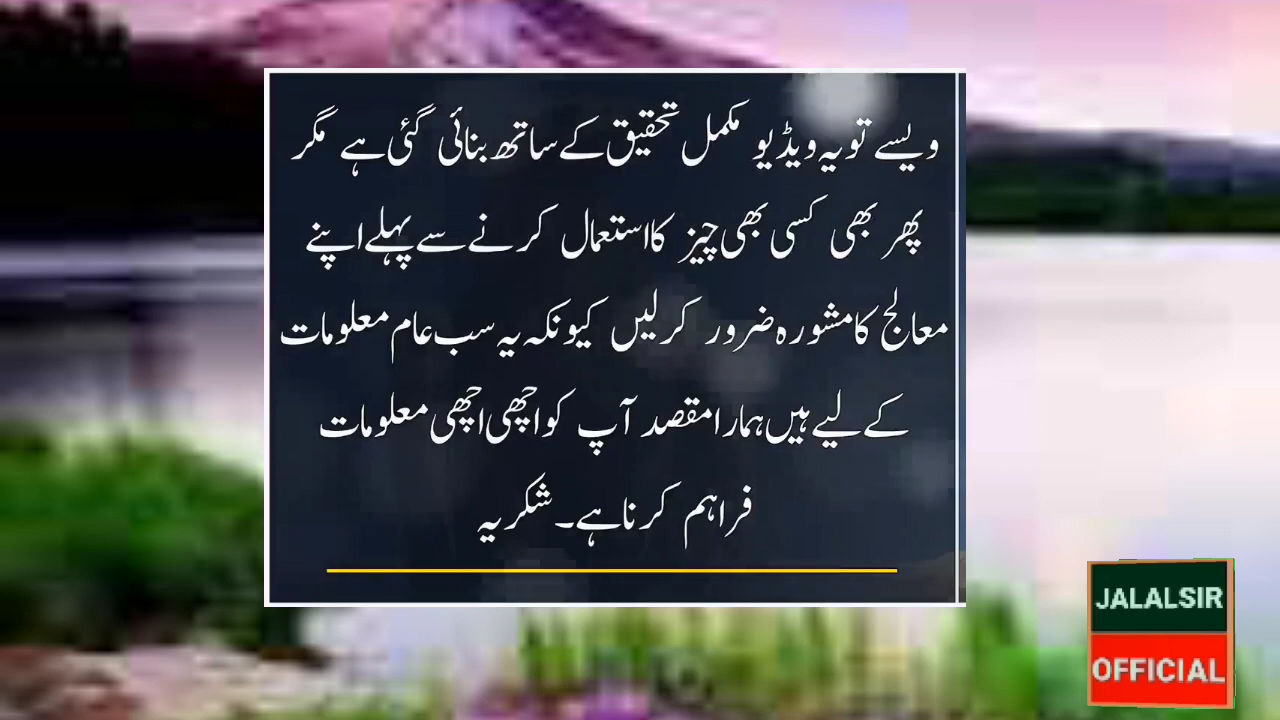 ویسے تو یہ ویڈیو مکمل تحقیق کے ساتھ بنائی گئی ہے مگر
پھر بھی کسی بھی چیز کا استعمال کرنے سے پہلے اپنے
معالج کا مشورہ ضرور کر لیں کیونکہ یہ سب عام معلومات
کے لیے ہیں ہمارا مقصد آپ کو اچھی اچھی معلومات
فراہم کرنا ہے۔ شکریہ
JALALSIR
OFFICIAL